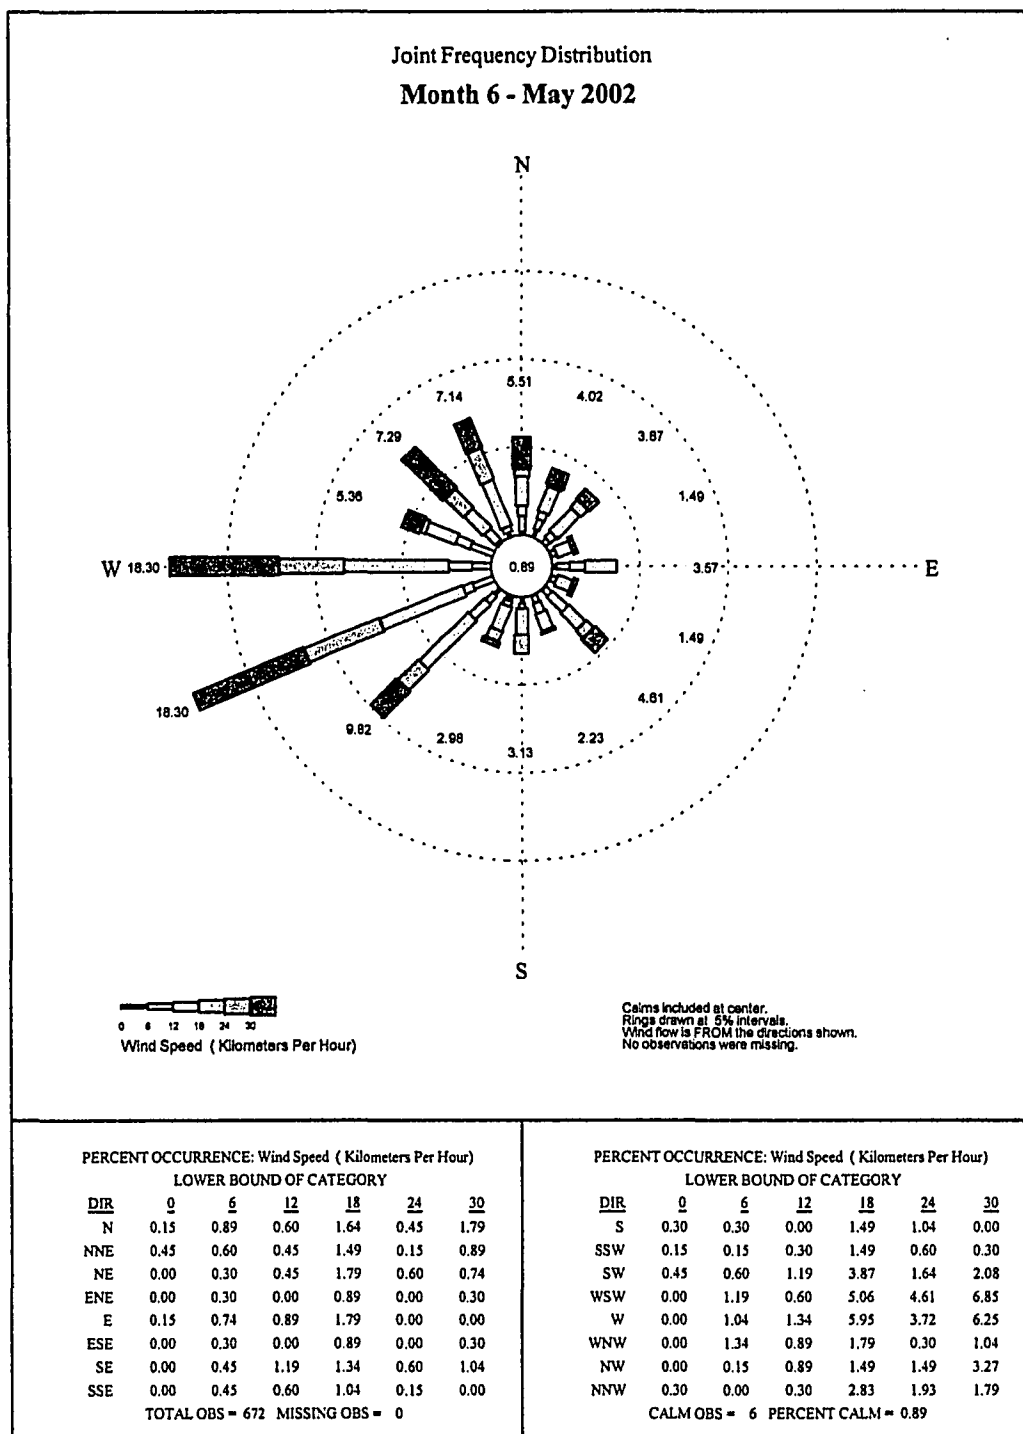 Joint Frequency Distribution
Month 6 - May 2002
N
5.51
7.14
4.02
7.29
3.87
5.36
1.49
W
18.30
0.89
3.57
E
1.49
18.30
4.61
9.82
2.98
2.23
3.13
S
0 6 12 18 24 30
Wind Speed ( Kilometers Per Hour)
Calms included at center.
Rings drawn at 5% intervals.
Wind flow is FROM the directions shown.
No observations were missing.
PERCENT OCCURRENCE: Wind Speed ( Kilometers Per Hour)
LOWER BOUND OF CATEGORY
DIR 0 6 12 18 24 30
N 0.15 0.89 0.60 1.64 0.45 1.79
NNE 0.45 0.60 0.45 1.49 0.15 0.89
NE 0.00 0.30 0.45 1.79 0.60 0.74
ENE 0.00 0.30 0.00 0.89 0.00 0.30
E 0.15 0.74 0.89 1.79 0.00 0.00
ESE 0.00 0.30 0.00 0.89 0.00 0.30
SE 0.00 0.45 1.19 1.34 0.60 1.04
SSE 0.00 0.45 0.60 1.04 0.15 0.00
TOTAL OBS = 672 MISSING OBS = 0
PERCENT OCCURRENCE: Wind Speed ( Kilometers Per Hour)
LOWER BOUND OF CATEGORY
DIR 0 6 12 18 24 30
S 0.30 0.30 0.00 1.49 1.04 0.00
SSW 0.15 0.15 0.30 1.49 0.60 0.30
SW 0.45 0.60 1.19 3.87 1.64 2.08
WSW 0.00 1.19 0.60 5.06 4.61 6.85
W 0.00 1.04 1.34 5.95 3.72 6.25
WNW 0.00 1.34 0.89 1.79 0.30 1.04
NW 0.00 0.15 0.89 1.49 1.49 3.27
NNW 0.30 0.00 0.30 2.83 1.93 1.79
CALM OBS = 6 PERCENT CALM = 0.89